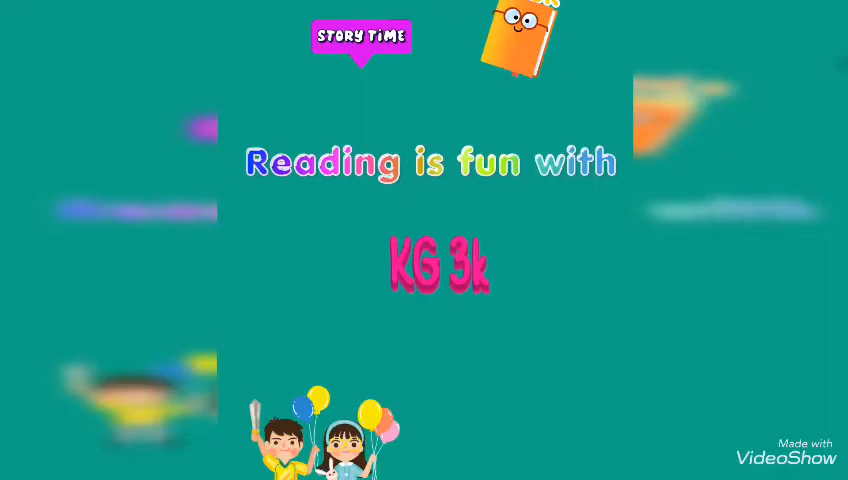 STORY TIME
Reading is fun with
KG 3k
Made with
VideoShow